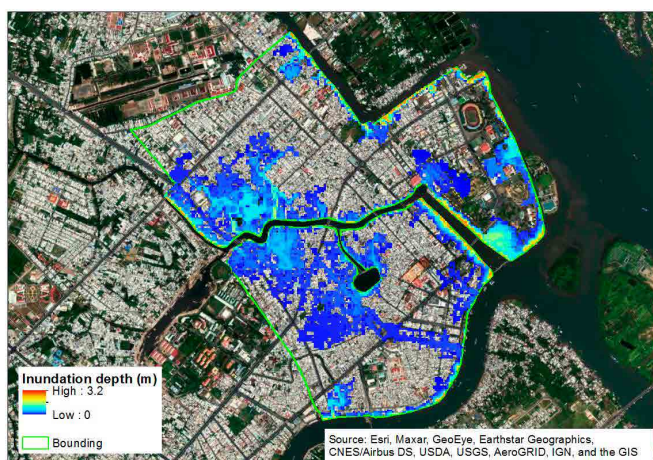 Inundation depth (m)
High : 3.2
Low : 0
Bounding
Source: Esri, Maxar, GeoEye, Earthstar Geographics,
CNES/Airbus DS, USDA, USGS, AeroGRID, IGN, and the GIS